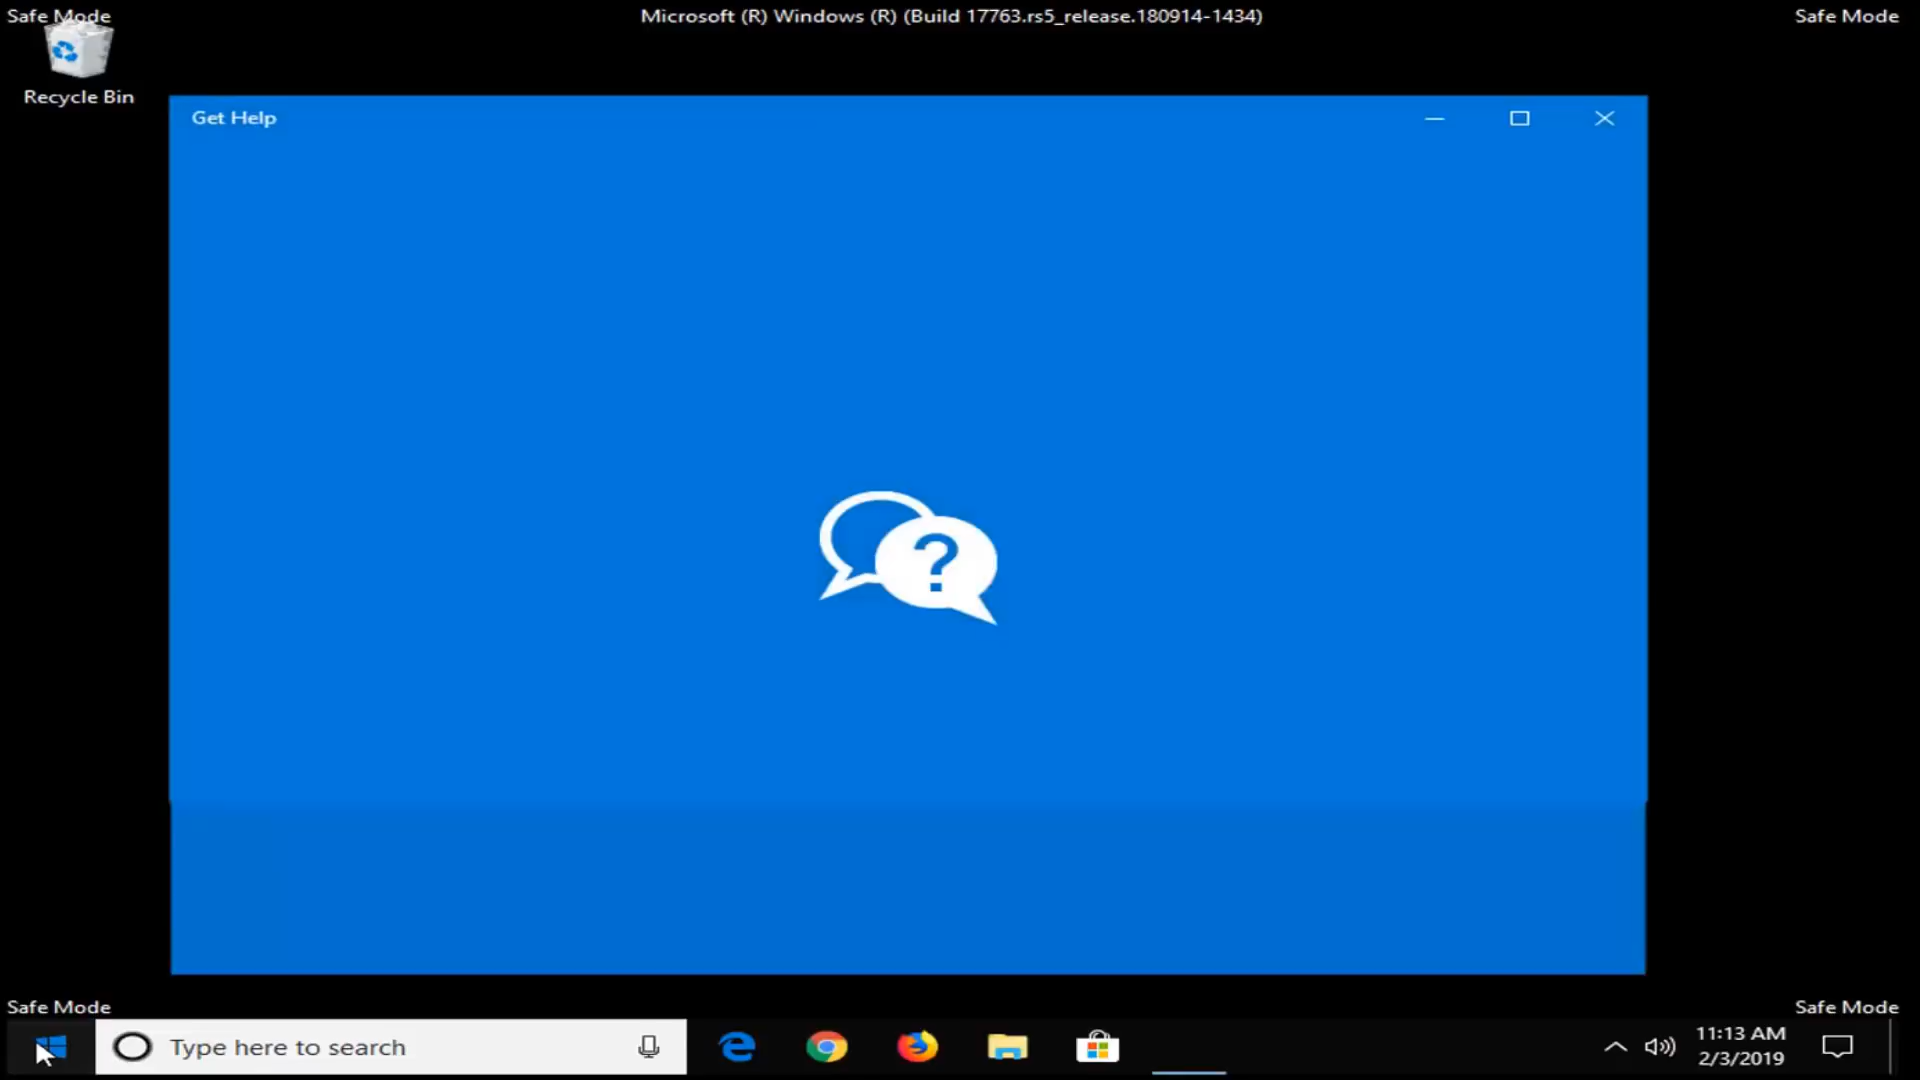 Safe Mode
Microsoft (R) Windows (R) (Build 17763.rs5_release.180914-1434)
Safe Mode
Recycle Bin
Get Help
?
Safe Mode
Safe Mode
Type here to search
11:13 AM
2/3/2019